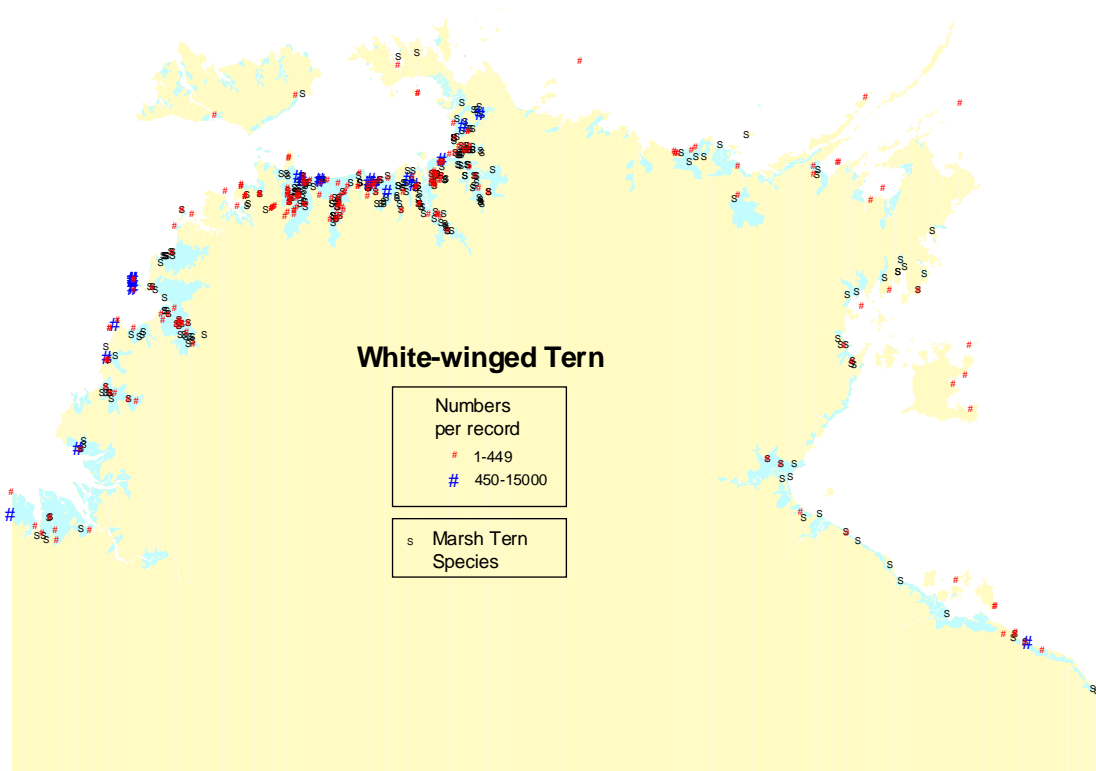 White-winged Tern
Numbers
per record
# 1-449
# 450-15000
S Marsh Tern
Species